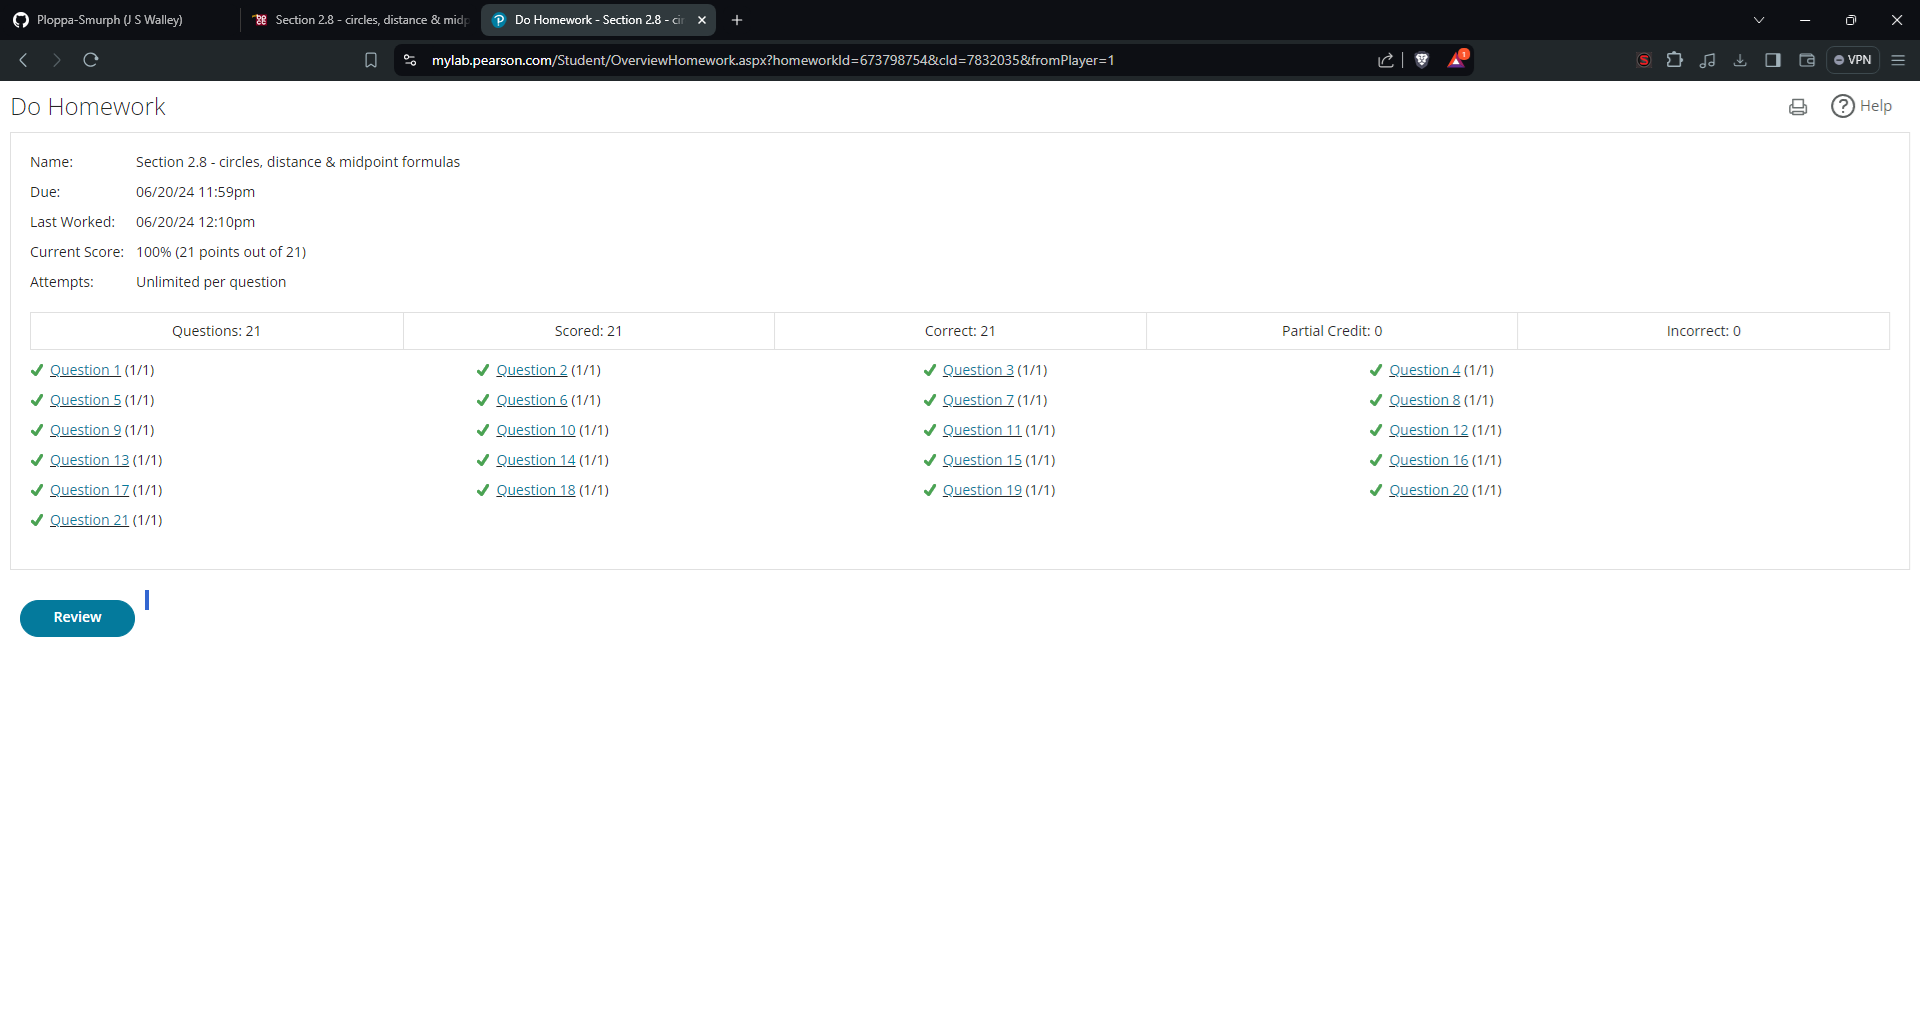 Ploppa-Smurph (J S Walley)
Section 2.8 - circles, distance & midp
Do Homework - Section 2.8 - cir
mylab.pearson.com/Student/OverviewHomework.aspx?homeworkId=673798754&cId=7832035&fromPlayer=1
1
VPN
Do Homework
Help
Name: Section 2.8 - circles, distance & midpoint formulas
Due: 06/20/24 11:59pm
Last Worked: 06/20/24 12:10pm
Current Score: 100% (21 points out of 21)
Attempts: Unlimited per question
Questions: 21 Scored: 21 Correct: 21 Partial Credit: 0 Incorrect: 0
Question 1 (1/1) Question 2 (1/1) Question 3 (1/1) Question 4 (1/1)
Question 5 (1/1) Question 6 (1/1) Question 7 (1/1) Question 8 (1/1)
Question 9 (1/1) Question 10 (1/1) Question 11 (1/1) Question 12 (1/1)
Question 13 (1/1) Question 14 (1/1) Question 15 (1/1) Question 16 (1/1)
Question 17 (1/1) Question 18 (1/1) Question 19 (1/1) Question 20 (1/1)
Question 21 (1/1)
Review